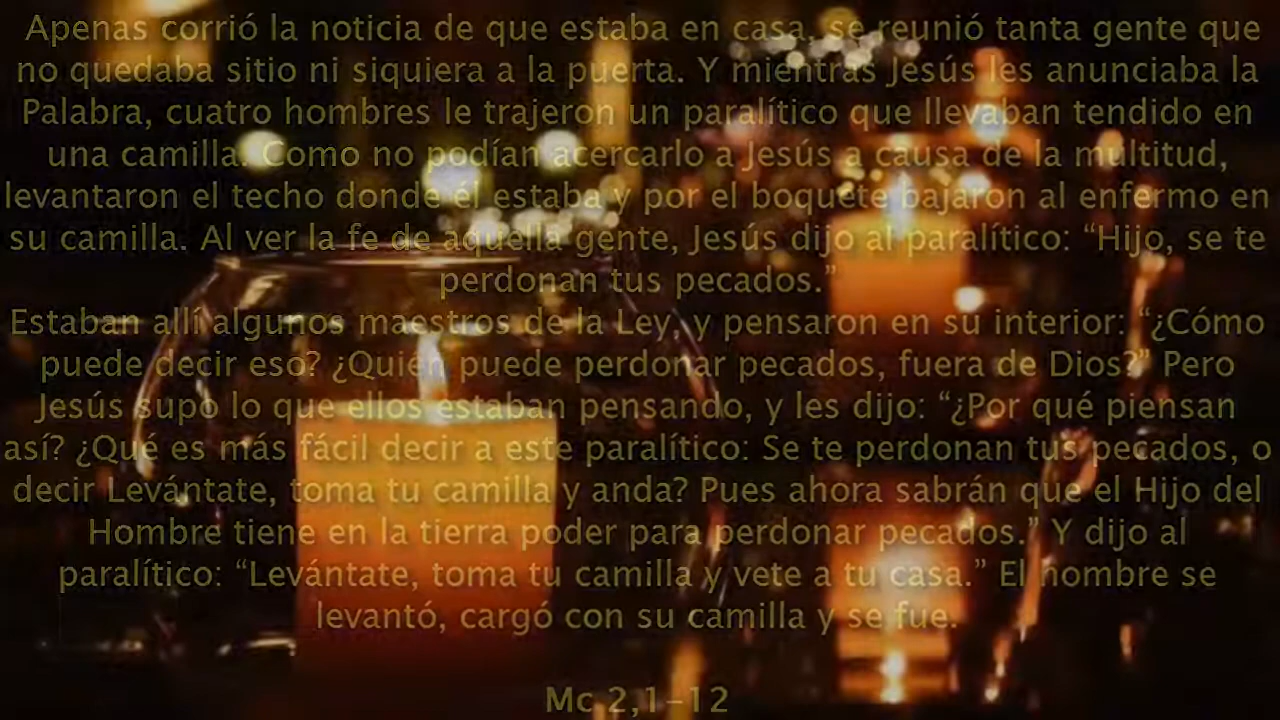 Apenas corrió la noticia de que estaba en casa, se reunió tanta gente que
no quedaba sitio ni siquiera a la puerta. Y mientras Jesús les anunciaba la
Palabra, cuatro hombres le trajeron un paralítico que llevaban tendido en
una camilla. Como no podían acercarlo a Jesús a causa de la multitud,
levantaron el techo donde él estaba y por el boquete bajaron al enfermo en
su camilla. Al ver la fe de aquella gente, Jesús dijo al paralítico: “Hijo, se te
perdonan tus pecados.”
Estaban allí algunos maestros de la Ley, y pensaron en su interior: “¿Cómo
puede decir eso? ¿Quién puede perdonar pecados, fuera de Dios?” Pero
Jesús supo lo que ellos estaban pensando, y les dijo: “¿Por qué piensan
así? ¿Qué es más fácil decir a este paralítico: Se te perdonan tus pecados, o
decir Levántate, toma tu camilla y anda? Pues ahora sabrán que el Hijo del
Hombre tiene en la tierra poder para perdonar pecados.” Y dijo al
paralítico: “Levántate, toma tu camilla y vete a tu casa.” El hombre se
levantó, cargó con su camilla y se fue.
Mc 2,1-12